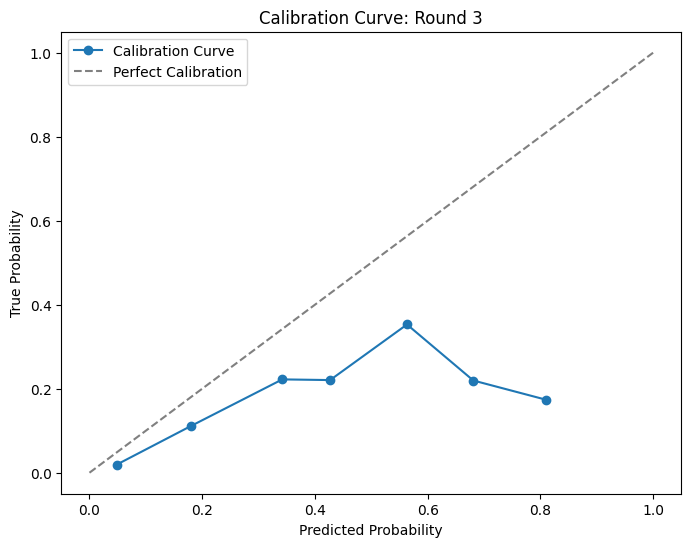 Calibration Curve: Round 3
Calibration Curve
Perfect Calibration
True Probability
1.0
0.8
0.6
0.4
0.2
0.0
0.0 0.2 0.4 0.6 0.8 1.0
Predicted Probability